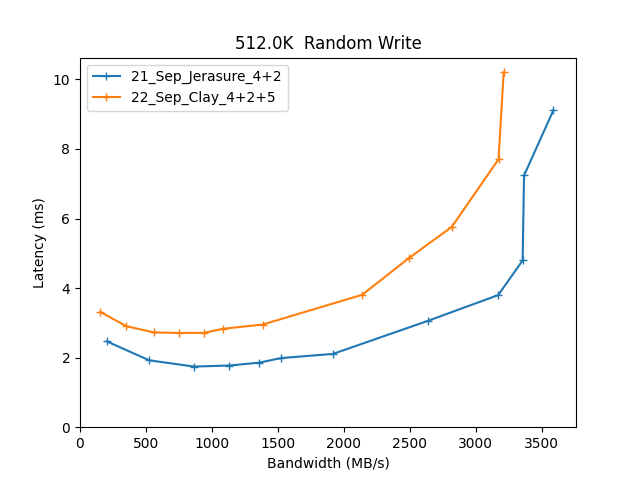 512.0K  Random Write
21_Sep_Jerasure_4+2
22_Sep_Clay_4+2+5
10
8
6
4
2
0
Latency (ms)
0 500 1000 1500 2000 2500 3000 3500
Bandwidth (MB/s)